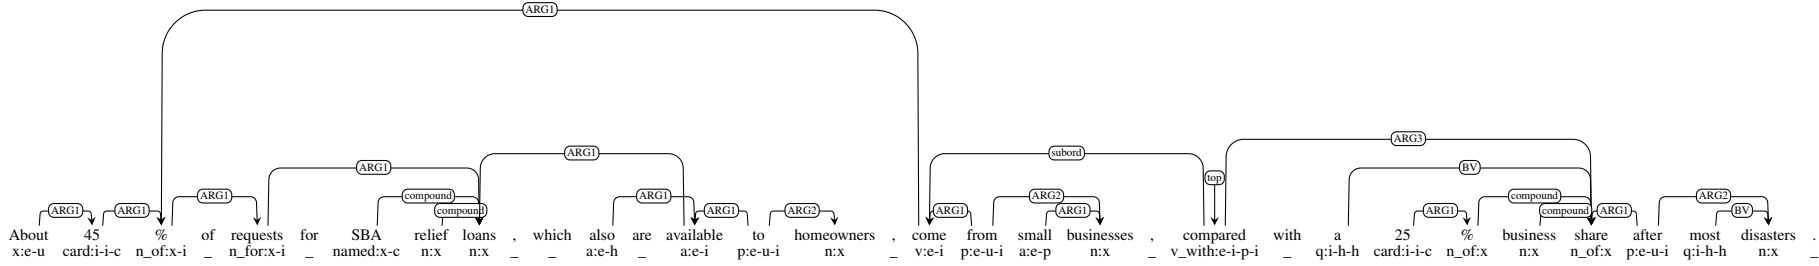 ARG1
ARG3
ARG1 subord
ARG1 BV
top
ARG1 compound ARG1 ARG2 compound ARG2
ARG1 ARG1 compound ARG1 ARG2 ARG1 ARG1 ARG1 compound ARG1 BV
About 45 % of requests for SBA relief loans , which also are available to homeowners , come from small businesses , compared with a 25 % business share after most disasters .
x:e-u card:i-i-c n_of:x-i _ n_for:x-i _ named:x-c n:x n:x _ _ a:e-h _ a:e-i p:e-u-i n:x _ v:e-i p:e-u-i a:e-p n:x _ v_with:e-i-p-i _ q:i-h-h card:i-i-c n_of:x n:x n_of:x p:e-u-i q:i-h-h n:x _